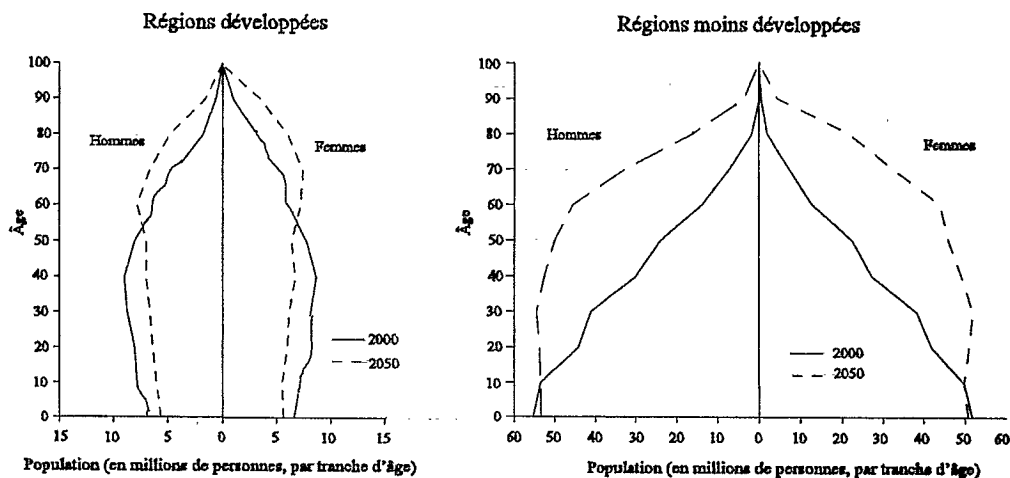 Régions développées
Âge
100
90
80
70
60
50
40
30
20
10
0
Hommes
Femmes
2000
2050
15 10 5 0 5 10 15
Population (en millions de personnes, par tranche d'âge)
Régions moins développées
Âge
100
90
80
70
60
50
40
30
20
10
0
Hommes
Femmes
2000
2050
60 50 40 30 20 10 0 10 20 30 40 50 60
Population (en millions de personnes, par tranche d'âge)